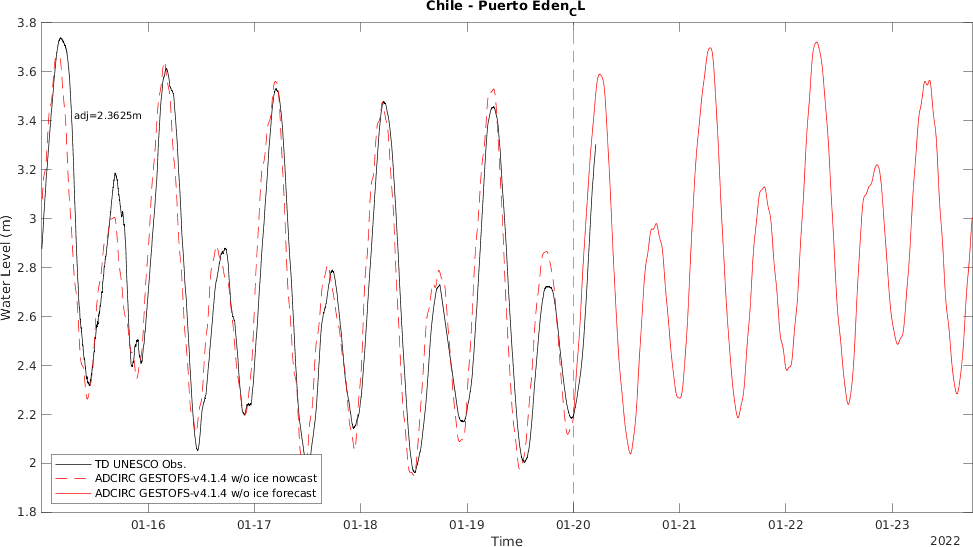 Chile - Puerto Eden_CL
3.8
3.6
3.4
3.2
3
2.8
2.6
2.4
2.2
2
1.8
Water Level (m)
adj=2.3625m
TD UNESCO Obs.
ADCIRC GESTOFS-v4.1.4 w/o ice nowcast
ADCIRC GESTOFS-v4.1.4 w/o ice forecast
01-16 01-17 01-18 01-19 01-20 01-21 01-22 01-23
Time
2022